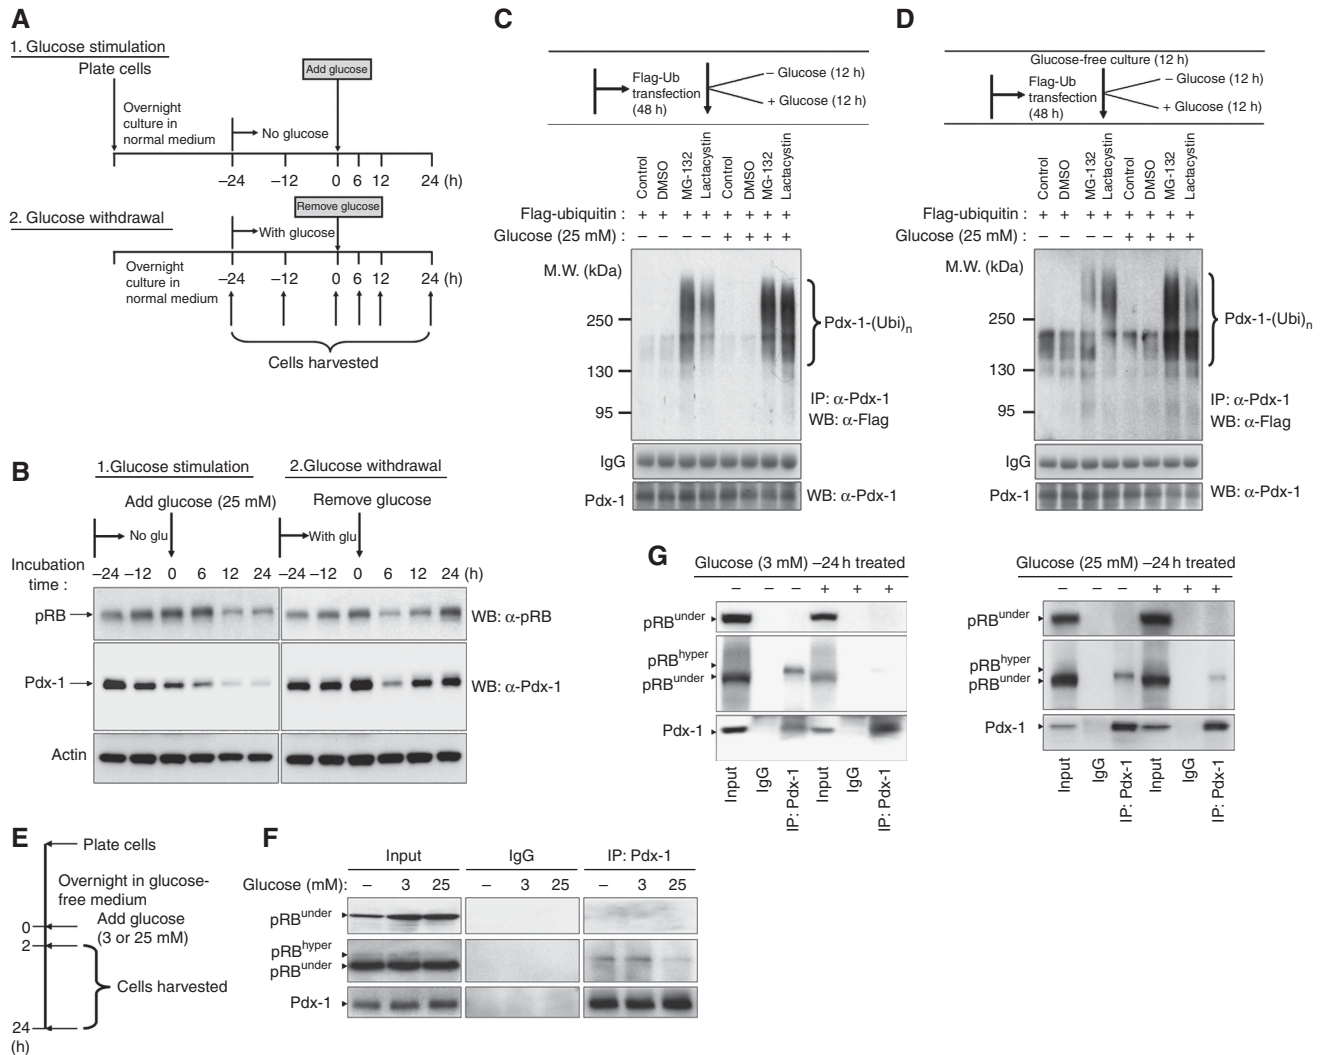 A
1. Glucose stimulation
Plate cells
Add glucose
Overnight
culture in
normal medium
No glucose
–24 –12 0 6 12 24 (h)
2. Glucose withdrawal
Remove glucose
With glucose
Overnight
culture in
normal medium
–24 –12 0 6 12 24 (h)
Cells harvested
B
1.Glucose stimulation
2.Glucose withdrawal
Add glucose (25 mM)
Remove glucose
No glu
With glu
Incubation
time :
–24 –12 0 6 12 24 –24 –12 0 6 12 24 (h)
pRB
WB: α-pRB
Pdx-1
WB: α-Pdx-1
Actin
C
Flag-Ub
transfection
(48 h)
– Glucose (12 h)
+ Glucose (12 h)
Control DMSO MG-132 Lactacystin Control DMSO MG-132 Lactacystin
Flag-ubiquitin : + + + + + + + +
Glucose (25 mM) : – – – – + + + +
M.W. (kDa)
250
130
95
Pdx-1-(Ubi)n
IP: α-Pdx-1
WB: α-Flag
IgG
Pdx-1
WB: α-Pdx-1
D
Glucose-free culture (12 h)
Flag-Ub
transfection
(48 h)
– Glucose (12 h)
+ Glucose (12 h)
Control DMSO MG-132 Lactacystin Control DMSO MG-132 Lactacystin
Flag-ubiquitin : + + + + + + + +
Glucose (25 mM) : – – – – + + + +
M.W. (kDa)
250
130
95
Pdx-1-(Ubi)n
IP: α-Pdx-1
WB: α-Flag
IgG
Pdx-1
WB: α-Pdx-1
E
Plate cells
Overnight in glucose-
free medium
Add glucose
(3 or 25 mM)
0
2
Cells harvested
24
(h)
F
Input IgG IP: Pdx-1
Glucose (mM): – 3 25 – 3 25 – 3 25
pRBunder
pRBhyper
pRBunder
Pdx-1
G
Glucose (3 mM) –24 h treated
– – – + + +
pRBunder
pRBhyper
pRBunder
Pdx-1
Input IgG IP: Pdx-1 Input IgG IP: Pdx-1
Glucose (25 mM) –24 h treated
– – – + + +
pRBunder
pRBhyper
pRBunder
Pdx-1
Input IgG IP: Pdx-1 Input IgG IP: Pdx-1